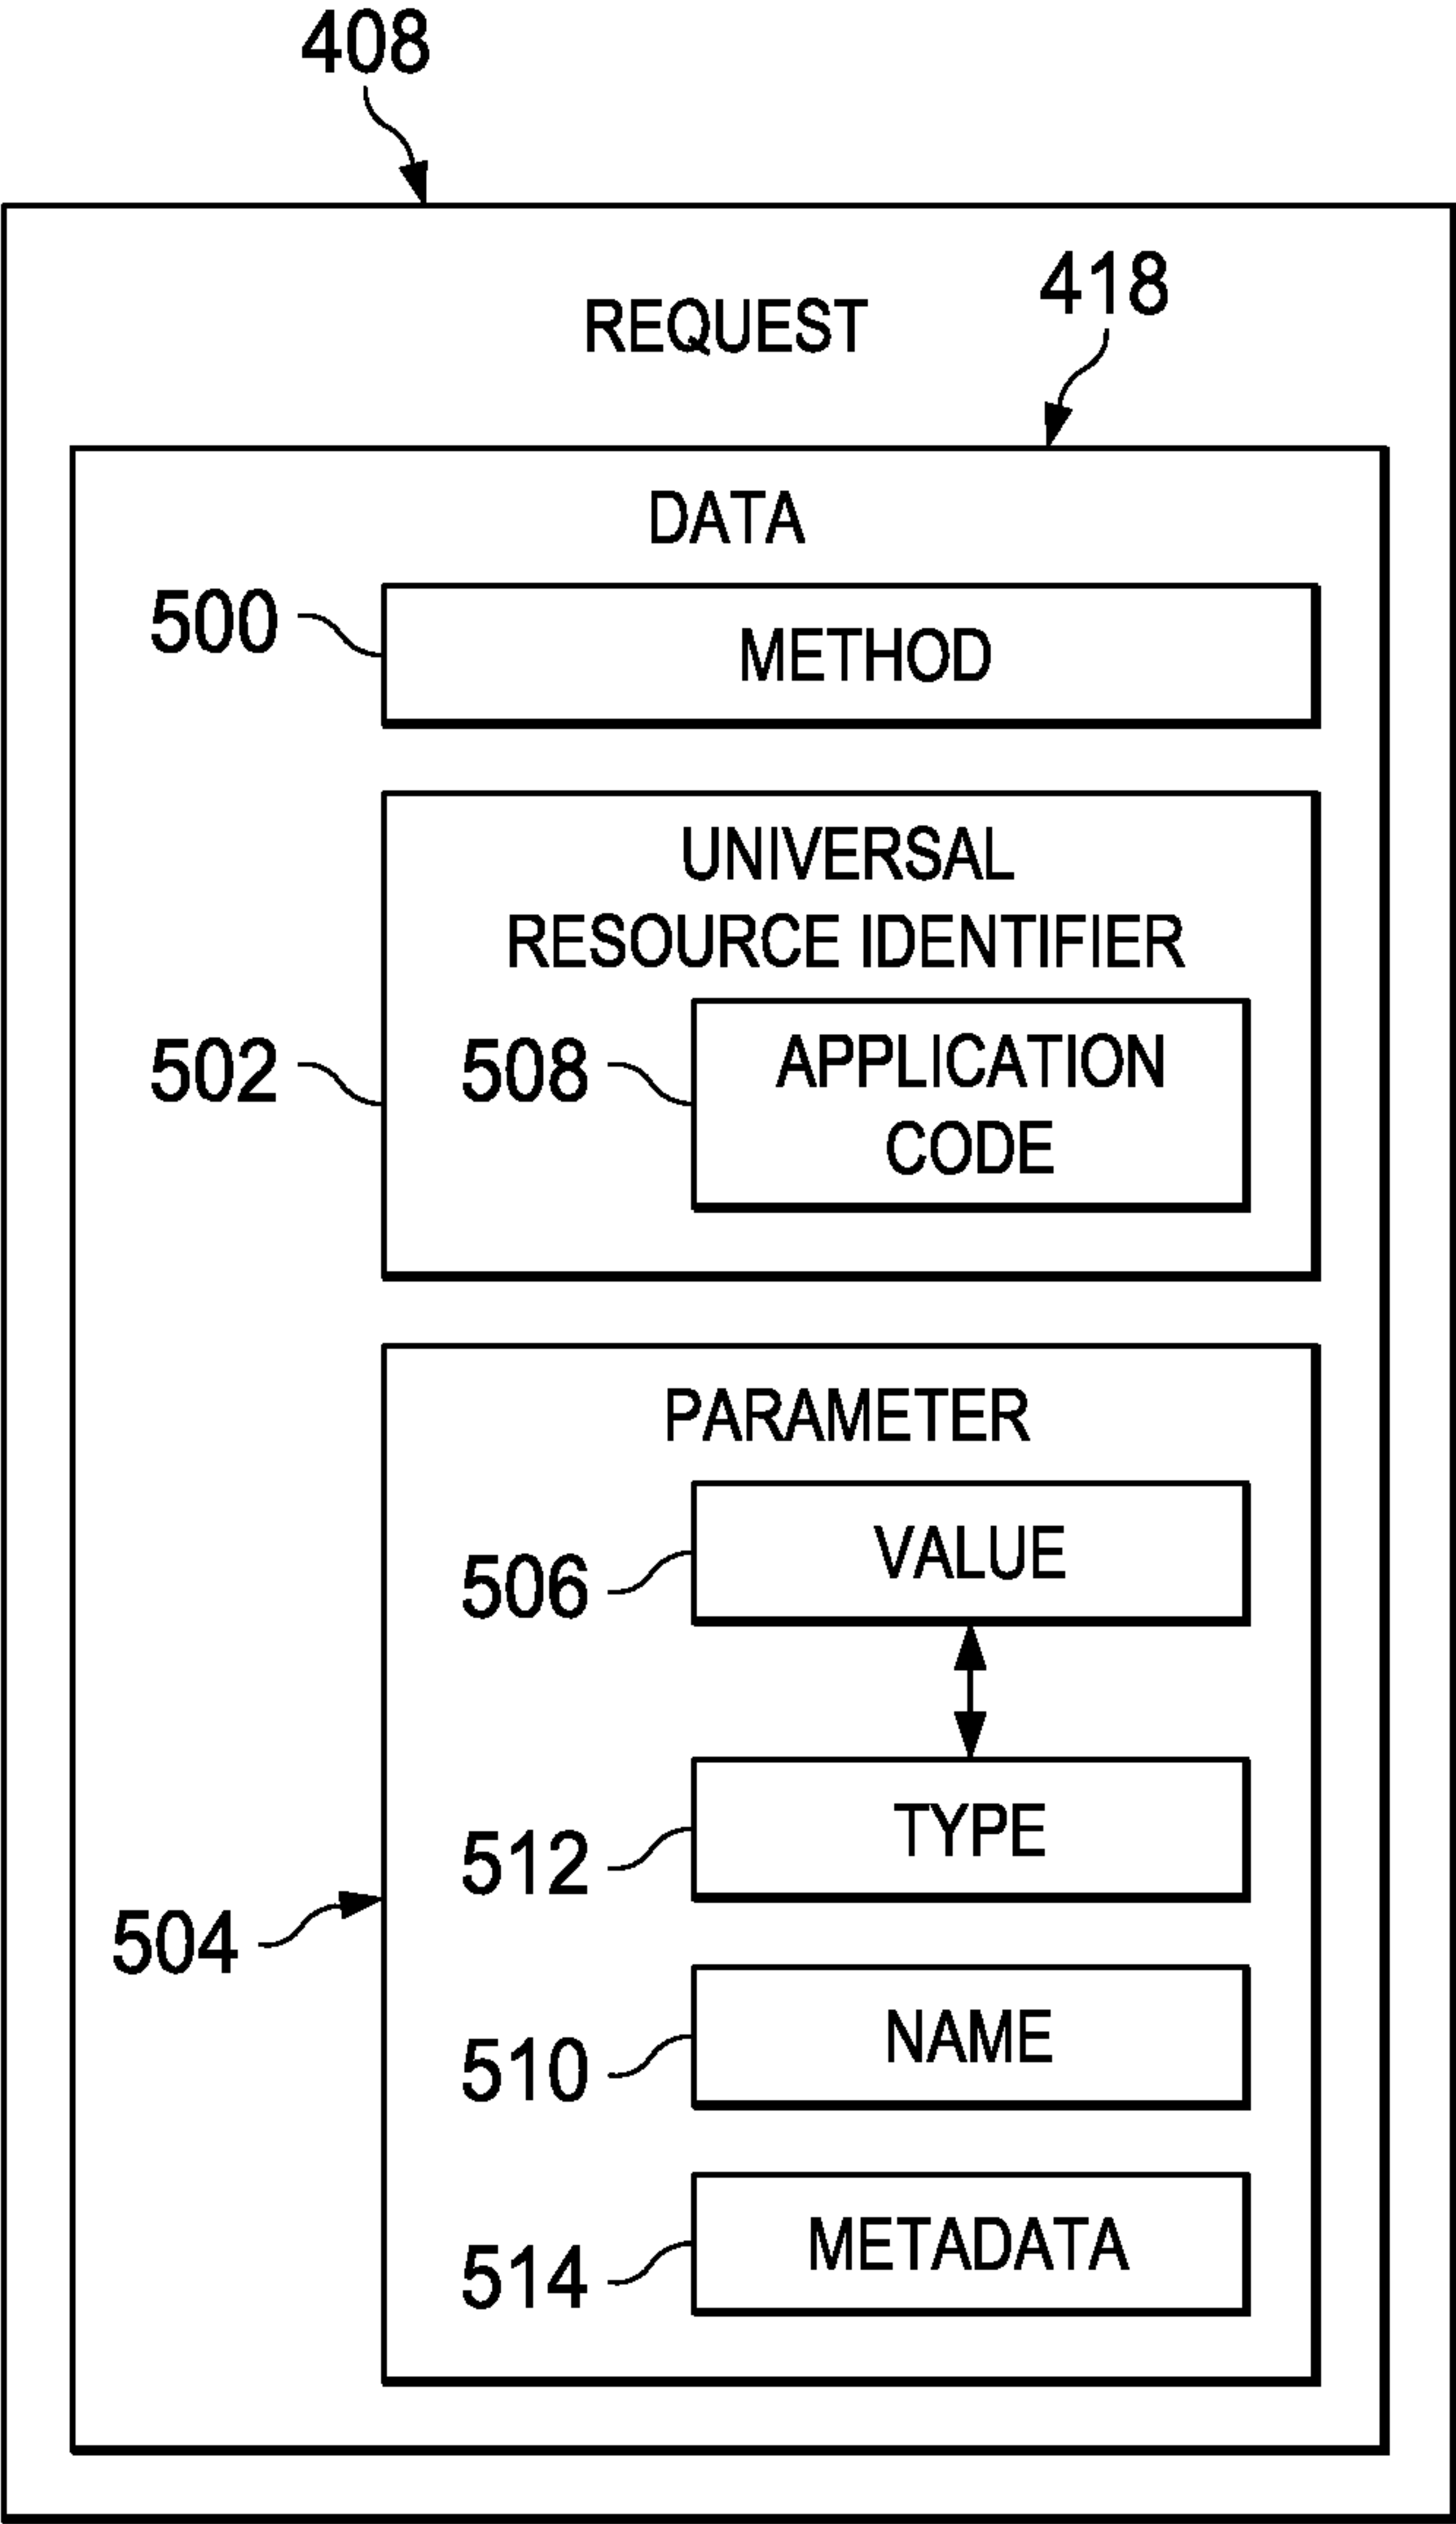 408
REQUEST
418
DATA
500 METHOD
UNIVERSAL
RESOURCE IDENTIFIER
502 508 APPLICATION
CODE
PARAMETER
506 VALUE
512 TYPE
504
510 NAME
514 METADATA